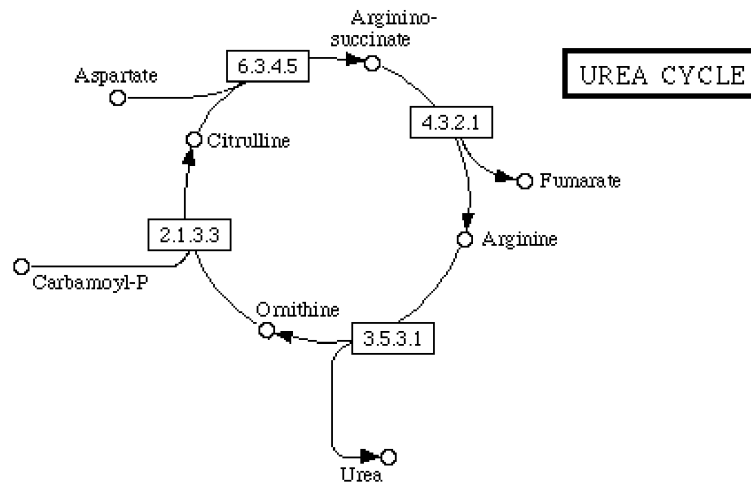 Arginino-
succinate
6.3.4.5
UREA CYCLE
Aspartate
4.3.2.1
Citrulline
Fumarate
2.1.3.3
Arginine
Carbamoyl-P
Ornithine
3.5.3.1
Urea